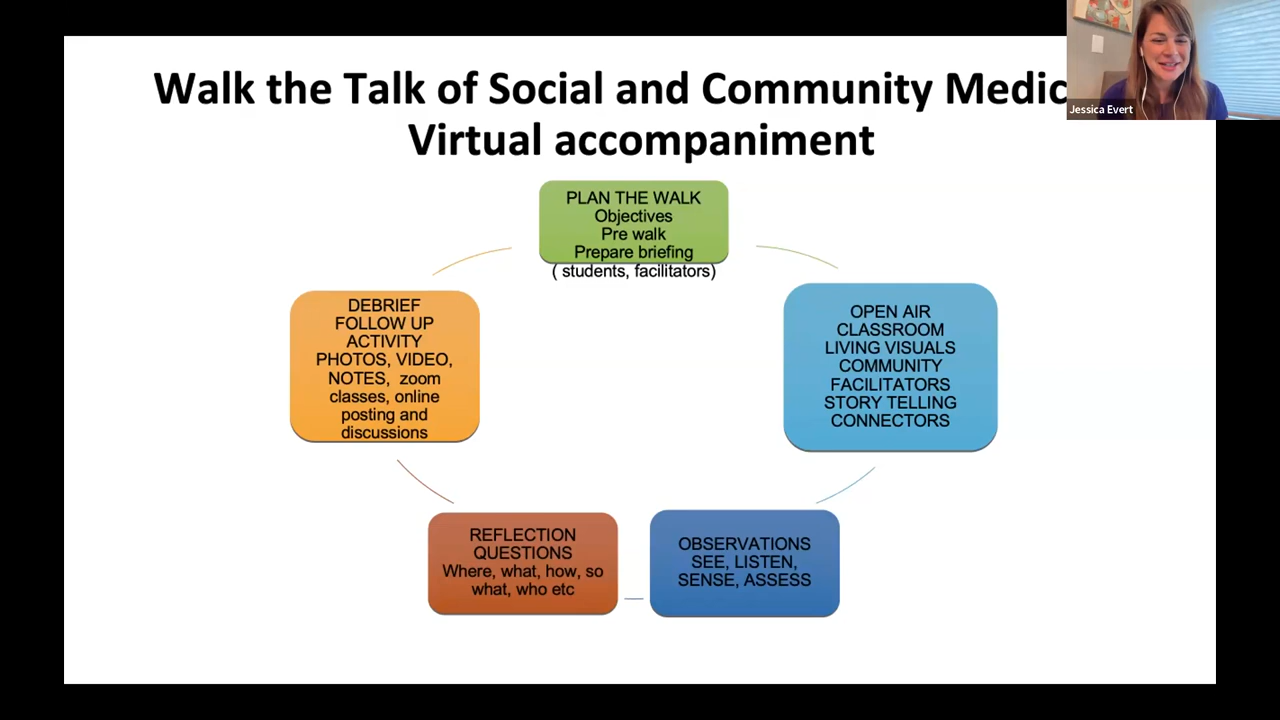 Walk the Talk of Social and Community Medic
Virtual accompaniment
Jessica Evert
PLAN THE WALK
Objectives
Pre walk
Prepare briefing
( students, facilitators)
OPEN AIR
CLASSROOM
LIVING VISUALS
COMMUNITY
FACILITATORS
STORY TELLING
CONNECTORS
OBSERVATIONS
SEE, LISTEN,
SENSE, ASSESS
REFLECTION
QUESTIONS
Where, what, how, so
what, who etc
DEBRIEF
FOLLOW UP
ACTIVITY
PHOTOS, VIDEO,
NOTES, zoom
classes, online
posting and
discussions